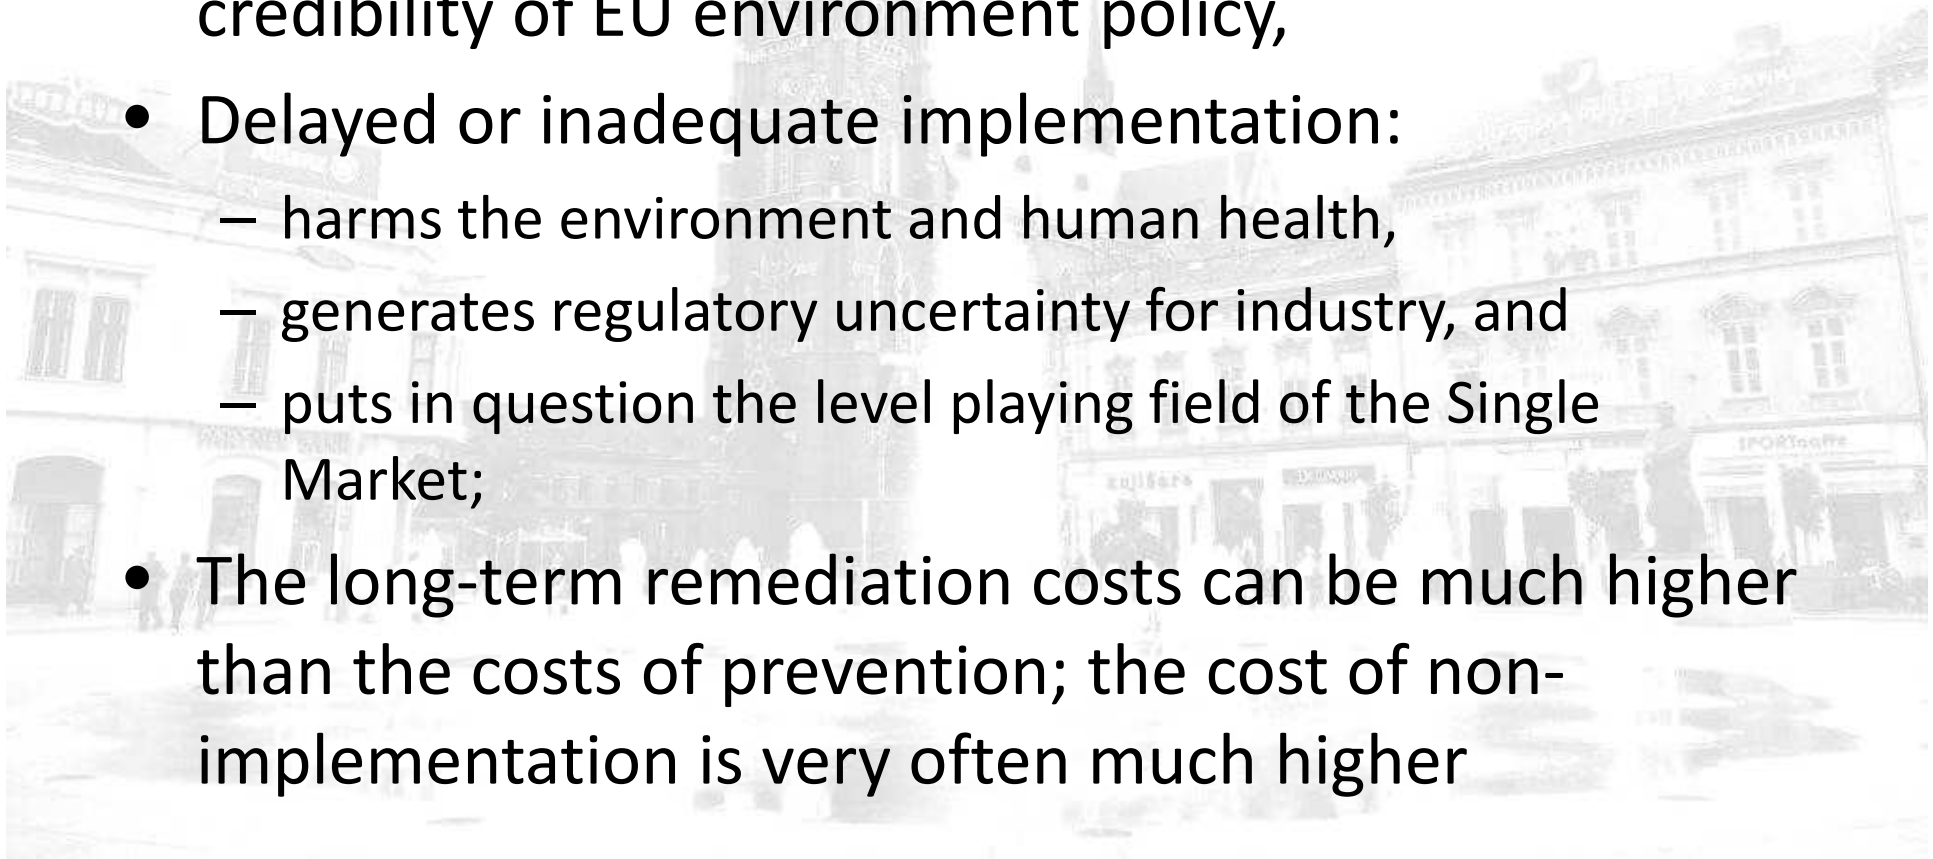 credibility of EU environment policy,
• Delayed or inadequate implementation:
– harms the environment and human health,
– generates regulatory uncertainty for industry, and
– puts in question the level playing field of the Single
Market;
• The long-term remediation costs can be much higher
than the costs of prevention; the cost of non-
implementation is very often much higher